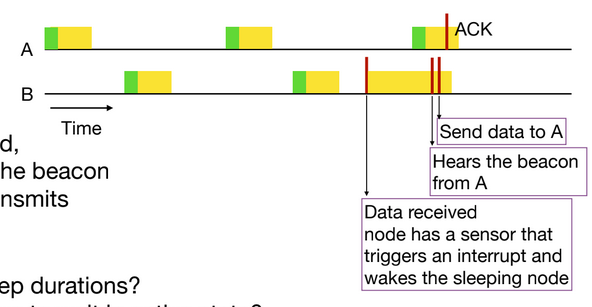 ACK
A
B
Time
Send data to A
d,
he beacon
nsmits
Hears the beacon
from A
Data received
node has a sensor that
triggers an interrupt and
wakes the sleeping node
ep durations?